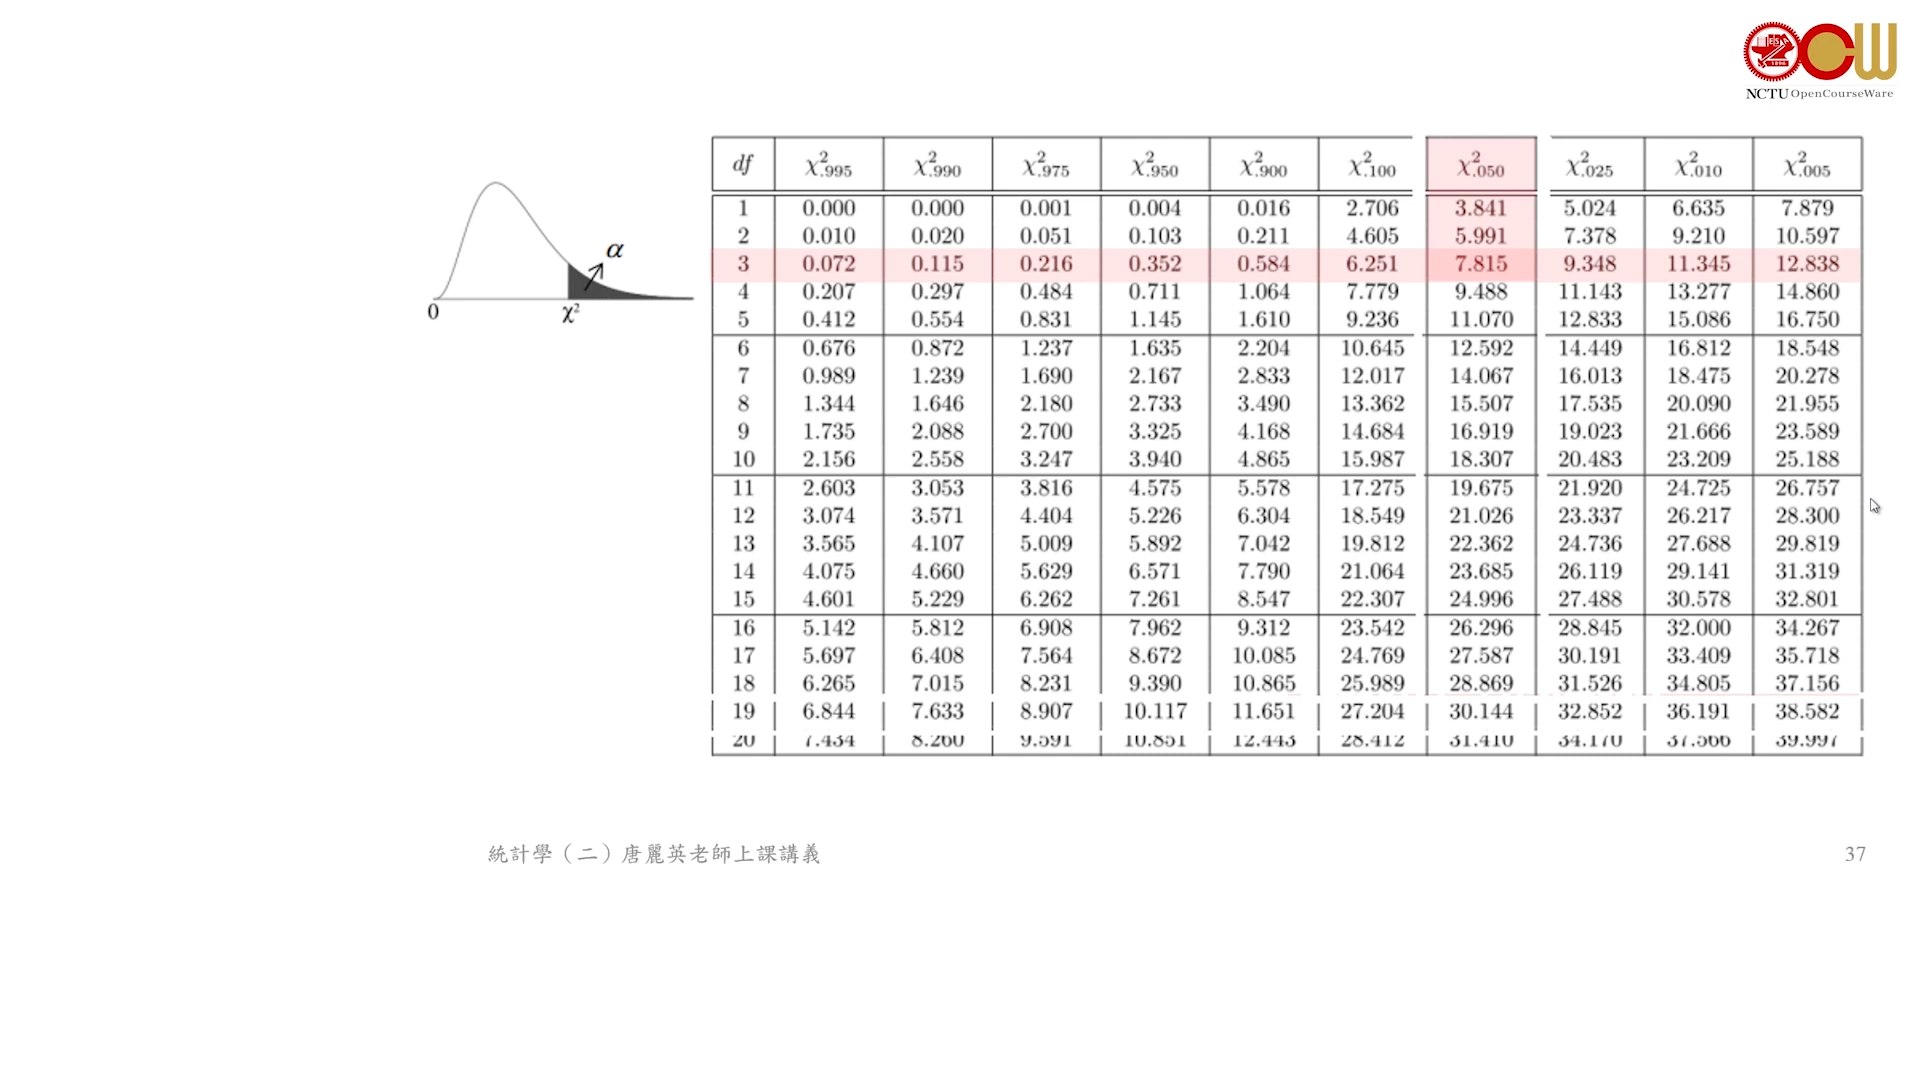 NCTU OpenCourseWare
α
0 χ²
df χ².995 χ².990 χ².975 χ².950 χ².900 χ².100 χ².050 χ².025 χ².010 χ².005
1 0.000 0.000 0.001 0.004 0.016 2.706 3.841 5.024 6.635 7.879
2 0.010 0.020 0.051 0.103 0.211 4.605 5.991 7.378 9.210 10.597
3 0.072 0.115 0.216 0.352 0.584 6.251 7.815 9.348 11.345 12.838
4 0.207 0.297 0.484 0.711 1.064 7.779 9.488 11.143 13.277 14.860
5 0.412 0.554 0.831 1.145 1.610 9.236 11.070 12.833 15.086 16.750
6 0.676 0.872 1.237 1.635 2.204 10.645 12.592 14.449 16.812 18.548
7 0.989 1.239 1.690 2.167 2.833 12.017 14.067 16.013 18.475 20.278
8 1.344 1.646 2.180 2.733 3.490 13.362 15.507 17.535 20.090 21.955
9 1.735 2.088 2.700 3.325 4.168 14.684 16.919 19.023 21.666 23.589
10 2.156 2.558 3.247 3.940 4.865 15.987 18.307 20.483 23.209 25.188
11 2.603 3.053 3.816 4.575 5.578 17.275 19.675 21.920 24.725 26.757
12 3.074 3.571 4.404 5.226 6.304 18.549 21.026 23.337 26.217 28.300
13 3.565 4.107 5.009 5.892 7.042 19.812 22.362 24.736 27.688 29.819
14 4.075 4.660 5.629 6.571 7.790 21.064 23.685 26.119 29.141 31.319
15 4.601 5.229 6.262 7.261 8.547 22.307 24.996 27.488 30.578 32.801
16 5.142 5.812 6.908 7.962 9.312 23.542 26.296 28.845 32.000 34.267
17 5.697 6.408 7.564 8.672 10.085 24.769 27.587 30.191 33.409 35.718
18 6.265 7.015 8.231 9.390 10.865 25.989 28.869 31.526 34.805 37.156
19 6.844 7.633 8.907 10.117 11.651 27.204 30.144 32.852 36.191 38.582
20 7.434 8.260 9.591 10.851 12.443 28.412 31.410 34.170 37.566 39.997
統計學（二）唐麗英老師上課講義
37